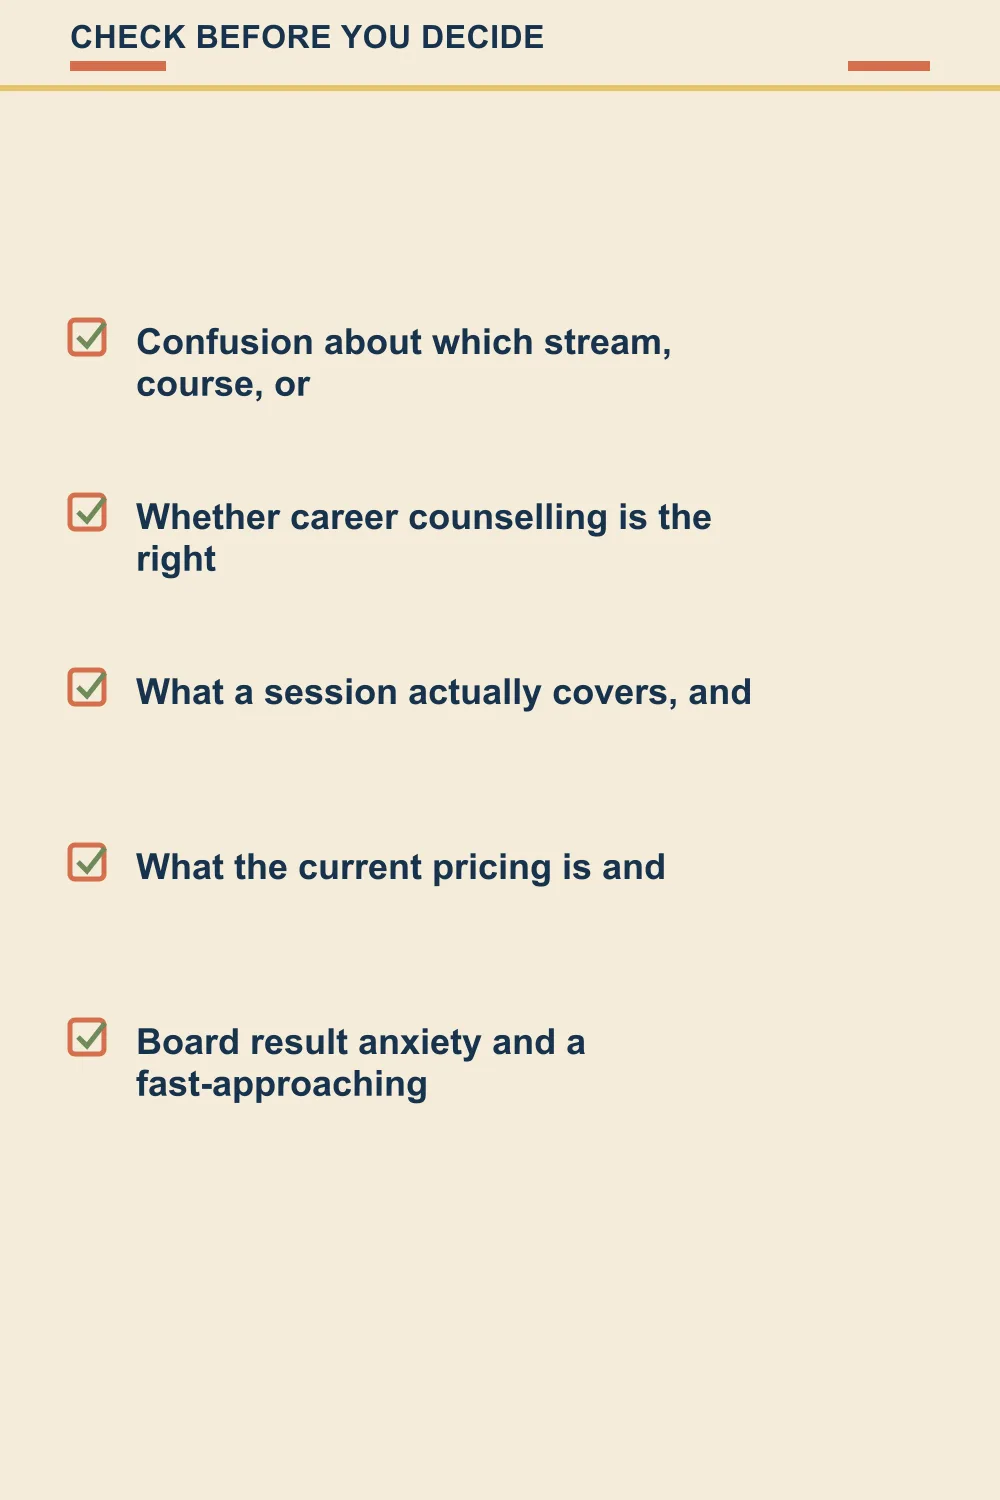 CHECK BEFORE YOU DECIDE
Confusion about which stream,
course, or
Whether career counselling is the
right
What a session actually covers, and
What the current pricing is and
Board result anxiety and a
fast-approaching